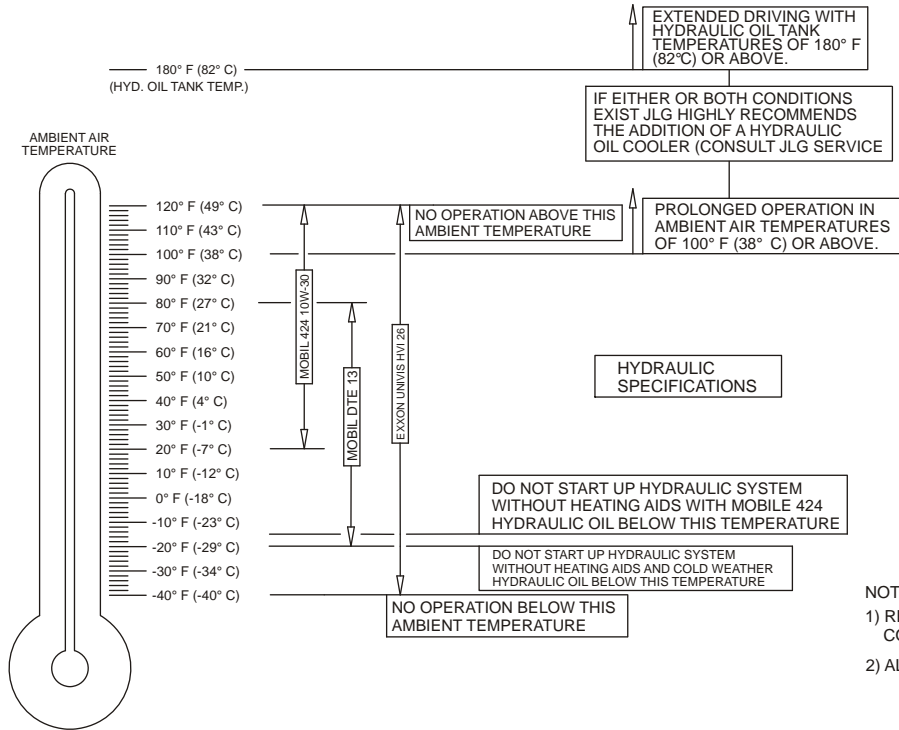 EXTENDED DRIVING WITH
HYDRAULIC OIL TANK
TEMPERATURES OF 180° F
(82°C) OR ABOVE.
180° F (82° C)
(HYD. OIL TANK TEMP.)
IF EITHER OR BOTH CONDITIONS
EXIST JLG HIGHLY RECOMMENDS
THE ADDITION OF A HYDRAULIC
OIL COOLER (CONSULT JLG SERVICE
AMBIENT AIR
TEMPERATURE
120° F (49° C)
110° F (43° C)
100° F (38° C)
90° F (32° C)
80° F (27° C)
70° F (21° C)
60° F (16° C)
50° F (10° C)
40° F (4° C)
30° F (-1° C)
20° F (-7° C)
10° F (-12° C)
0° F (-18° C)
-10° F (-23° C)
-20° F (-29° C)
-30° F (-34° C)
-40° F (-40° C)
MOBIL 424 10W-30
MOBIL DTE 13
EXXON UNIVIS HVI 26
NO OPERATION ABOVE THIS
AMBIENT TEMPERATURE
PROLONGED OPERATION IN
AMBIENT AIR TEMPERATURES
OF 100° F (38° C) OR ABOVE.
HYDRAULIC
SPECIFICATIONS
DO NOT START UP HYDRAULIC SYSTEM
WITHOUT HEATING AIDS WITH MOBILE 424
HYDRAULIC OIL BELOW THIS TEMPERATURE
DO NOT START UP HYDRAULIC SYSTEM
WITHOUT HEATING AIDS AND COLD WEATHER
HYDRAULIC OIL BELOW THIS TEMPERATURE
NO OPERATION BELOW THIS
AMBIENT TEMPERATURE
NOT
1)
2)